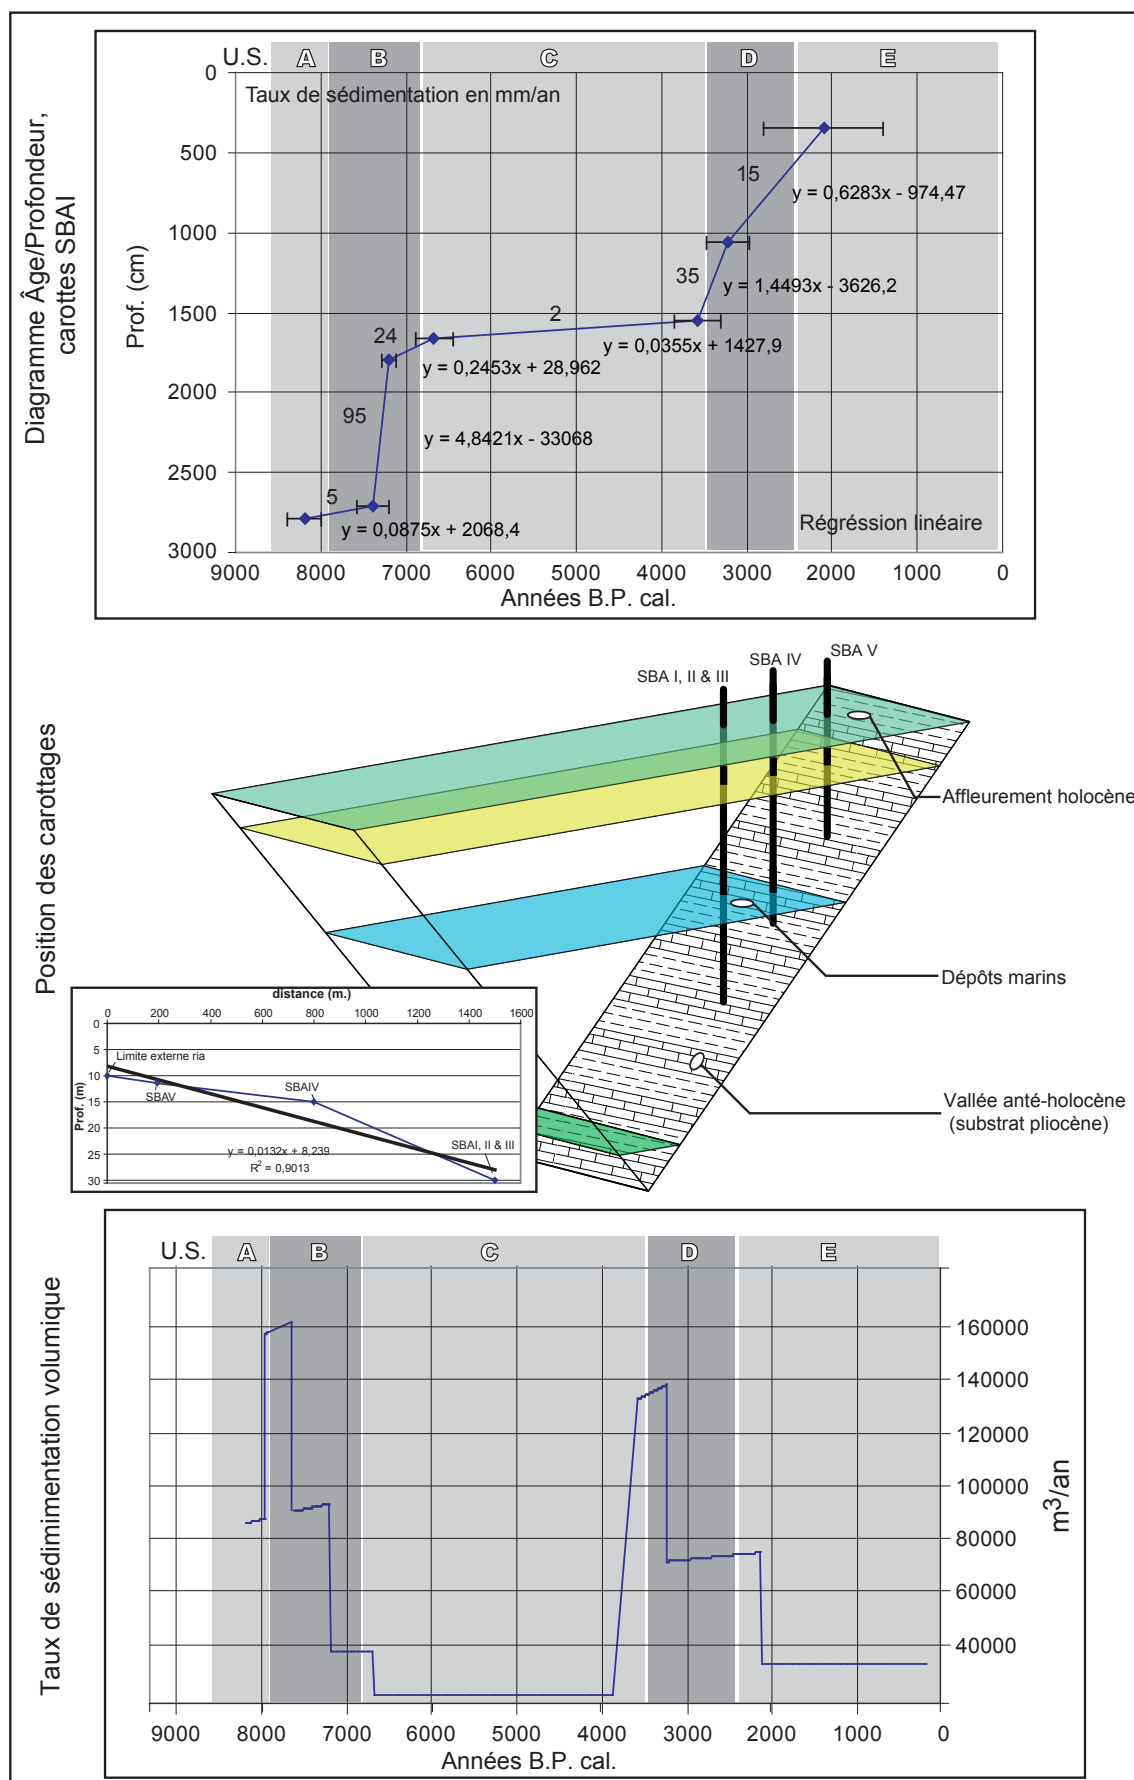 Diagramme Âge/Profondeur,
carottes SBAI
U.S. A B C D E
Taux de sédimentation en mm/an
Prof. (cm)
0
500
1000
1500
2000
2500
3000
15
y = 0,6283x - 974,47
35
y = 1,4493x - 3626,2
2
y = 0,0355x + 1427,9
24
y = 0,2453x + 28,962
95
y = 4,8421x - 33068
5
y = 0,0875x + 2068,4
Régréssion linéaire
9000 8000 7000 6000 5000 4000 3000 2000 1000 0
Années B.P. cal.
Position des carottages
SBA I, II & III
SBA IV
SBA V
Affleurement holocène
Dépôts marins
Vallée anté-holocène
(substrat pliocène)
distance (m.)
0 200 400 600 800 1000 1200 1400 1600
Prof. (m)
0
5
10
15
20
25
30
Limite externe ria
SBAV
SBAIV
SBAI, II & III
y = 0,0132x + 8,239
R2 = 0,9013
Taux de sédimimentation volumique
U.S. A B C D E
160000
140000
120000
100000
80000
60000
40000
m3/an
9000 8000 7000 6000 5000 4000 3000 2000 1000 0
Années B.P. cal.